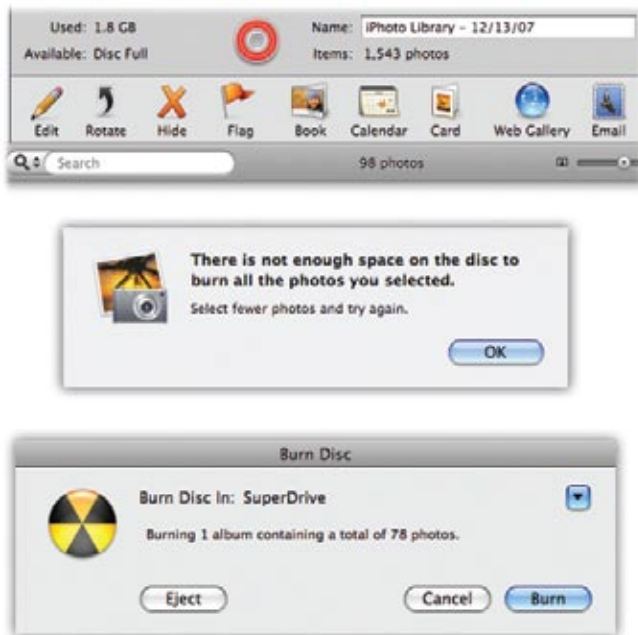 Used: 1.8 GB
Name: iPhoto Library – 12/13/07
Available: Disc Full
Items: 1,543 photos
Edit Rotate Hide Flag Book Calendar Card Web Gallery Email
Search
98 photos
There is not enough space on the disc to
burn all the photos you selected.
Select fewer photos and try again.
OK
Burn Disc
Burn Disc In: SuperDrive
Burning 1 album containing a total of 78 photos.
Eject Cancel Burn